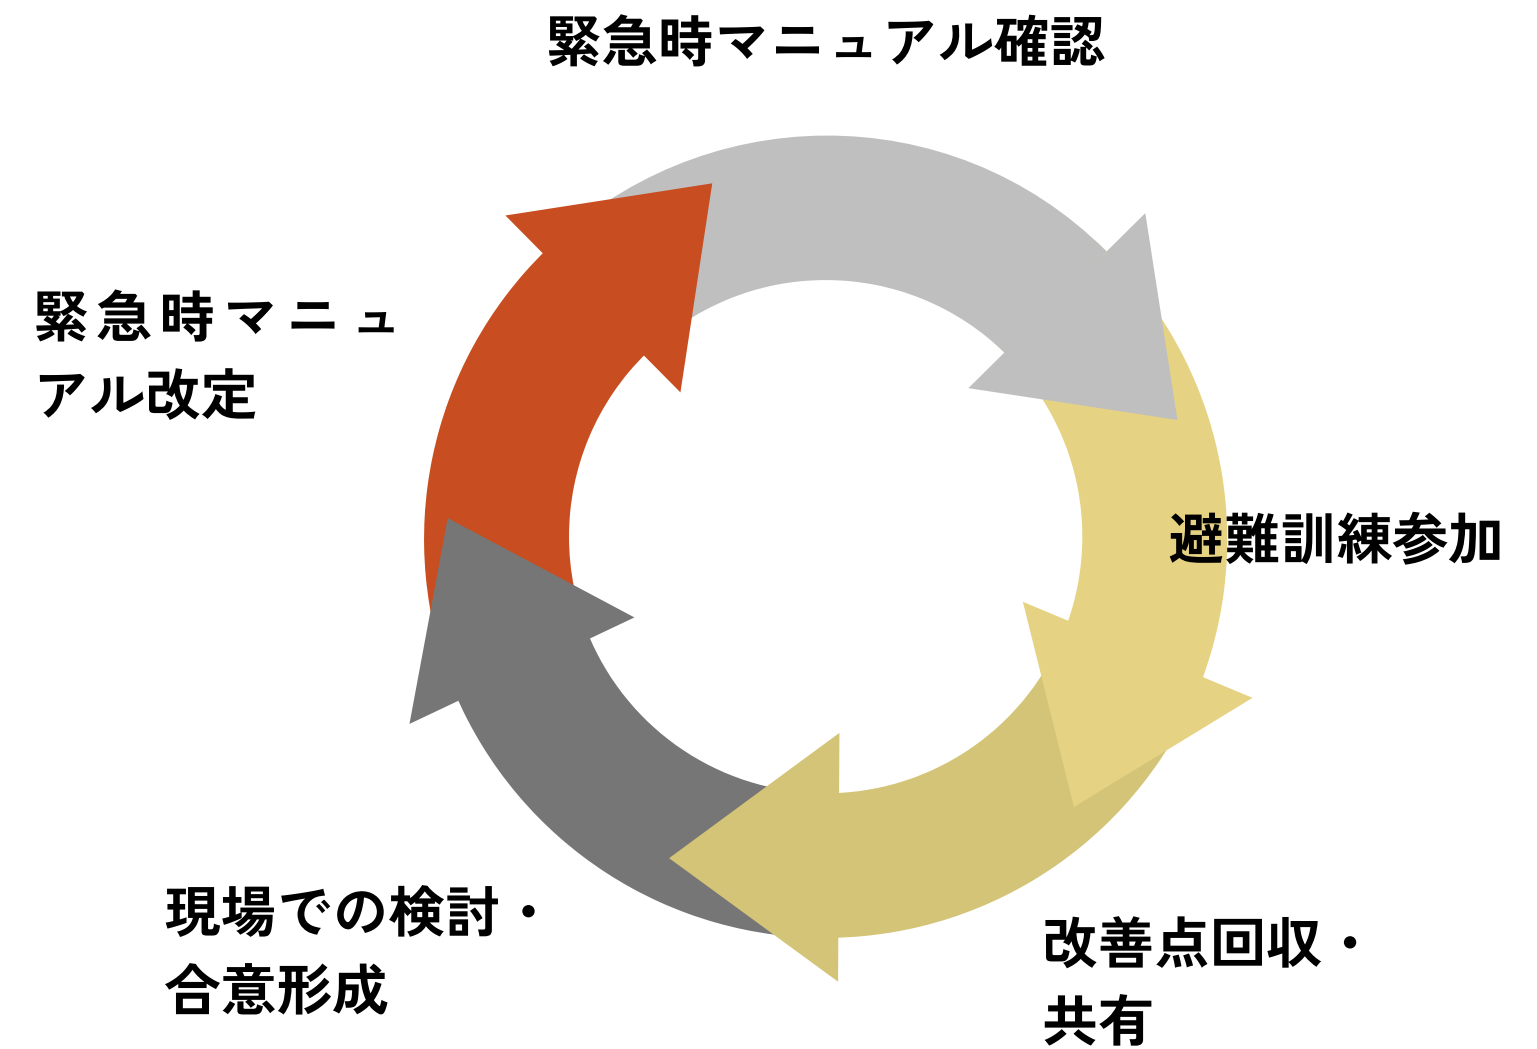 緊急時マニュアル確認
緊急時マニュ
アル改定
避難訓練参加
現場での検討・
合意形成
改善点回収・
共有